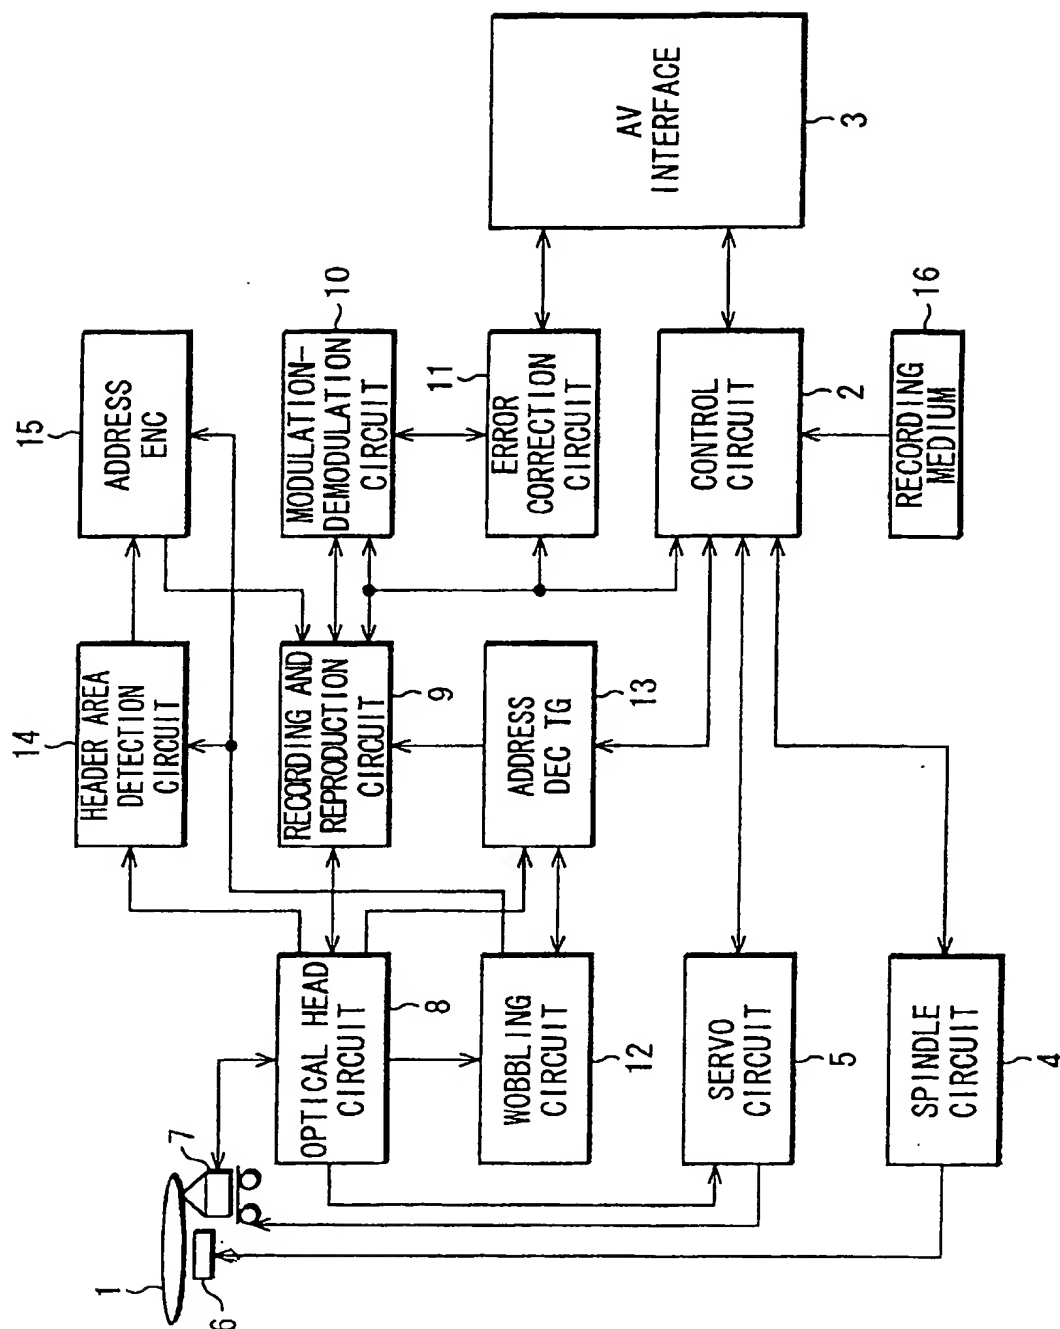 1
6
7
OPTICAL HEAD
CIRCUIT
8
WOBBLING
CIRCUIT
12
SERVO
CIRCUIT
5
SPINDLE
CIRCUIT
4
14
HEADER AREA
DETECTION
CIRCUIT
RECORDING AND
REPRODUCTION
CIRCUIT
9
ADDRESS
DEC TG
13
15
ADDRESS
ENC
MODULATION-
DEMODULATION
CIRCUIT
10
ERROR
CORRECTION
CIRCUIT
11
CONTROL
CIRCUIT
2
RECORDING
MEDIUM
16
AV
INTERFACE
3